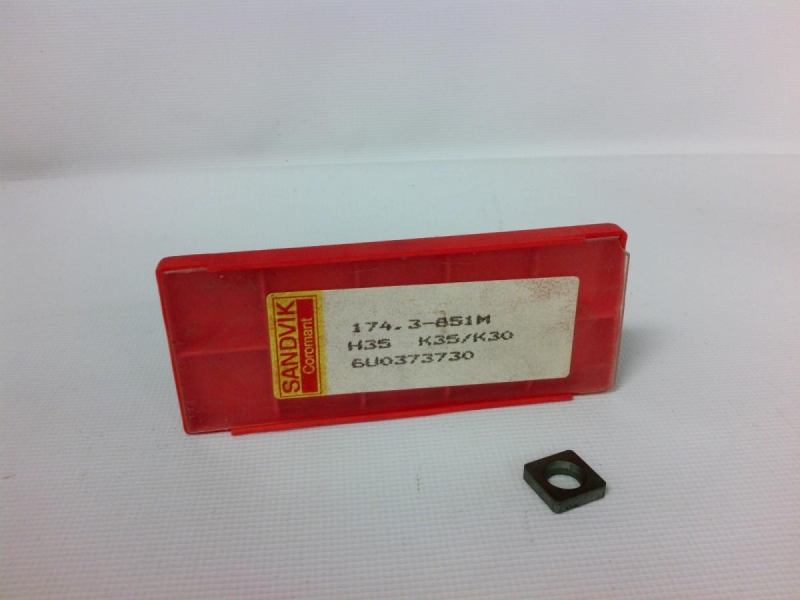 SANDVIK
Coromant
174.3-851M
H35 K35/K30
6U0373730